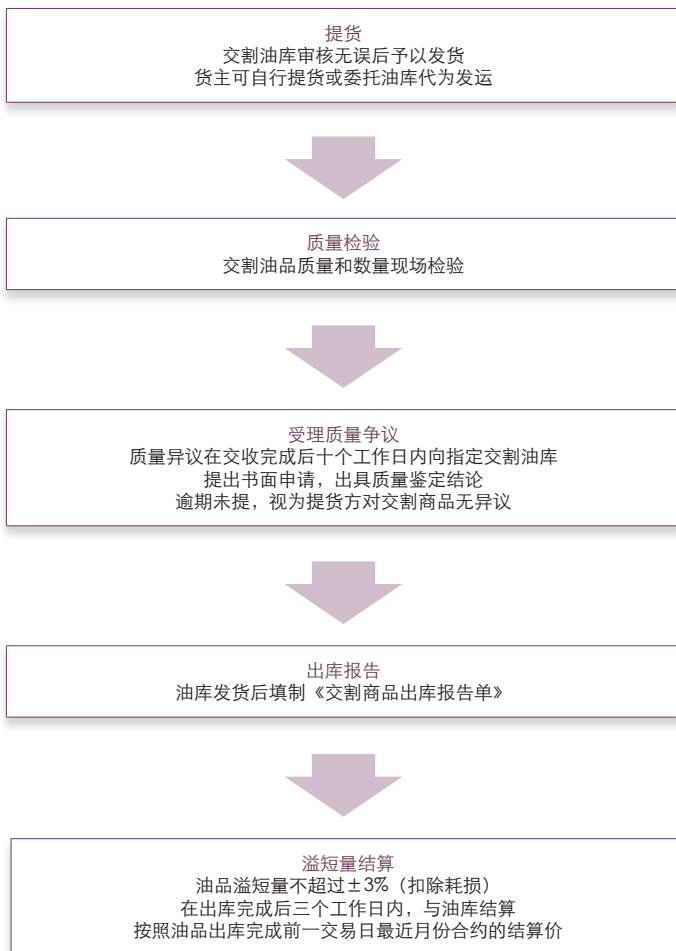 提货
交割油库审核无误后予以发货
货主可自行提货或委托油库代为发运
质量检验
交割油品质量和数量现场检验
受理质量争议
质量异议在交收完成后十个工作日内向指定交割油库
提出书面申请，出具质量鉴定结论
逾期未提，视为提货方对交割商品无异议
出库报告
油库发货后填制《交割商品出库报告单》
溢短量结算
油品溢短量不超过±3%（扣除耗损）
在出库完成后三个工作日内，与油库结算
按照油品出库完成前一交易日最近月份合约的结算价